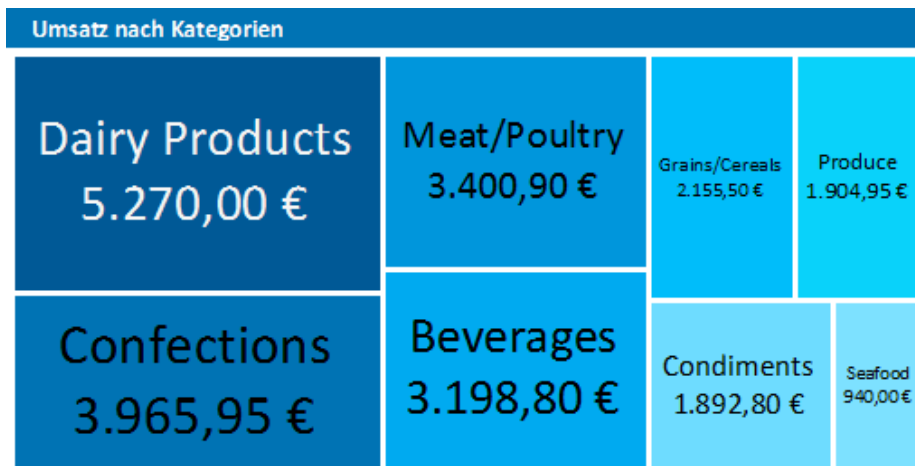 Umsatz nach Kategorien
Dairy Products
5.270,00 €
Confections
3.965,95 €
Meat/Poultry
3.400,90 €
Beverages
3.198,80 €
Grains/Cereals
2.155,50 €
Produce
1.904,95 €
Condiments
1.892,80 €
Seafood
940,00 €